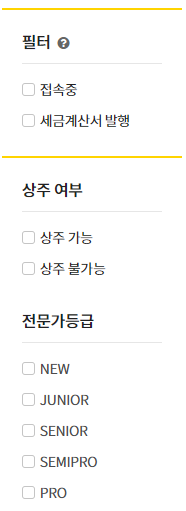 필터 ?
접속중
세금계산서 발행
상주 여부
상주 가능
상주 불가능
전문가등급
NEW
JUNIOR
SENIOR
SEMIPRO
PRO